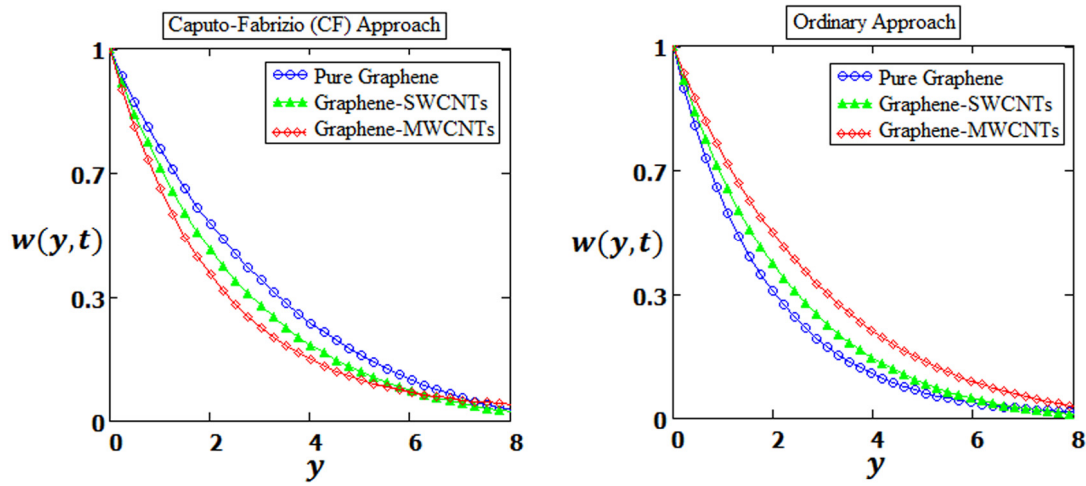 Caputo-Fabrizio (CF) Approach
1
0.7
0.3
0
w(y,t)
Pure Graphene
Graphene-SWCNTs
Graphene-MWCNTs
0 2 4 6 8
y
Ordinary Approach
1
0.7
0.3
0
w(y,t)
Pure Graphene
Graphene-SWCNTs
Graphene-MWCNTs
0 2 4 6 8
y